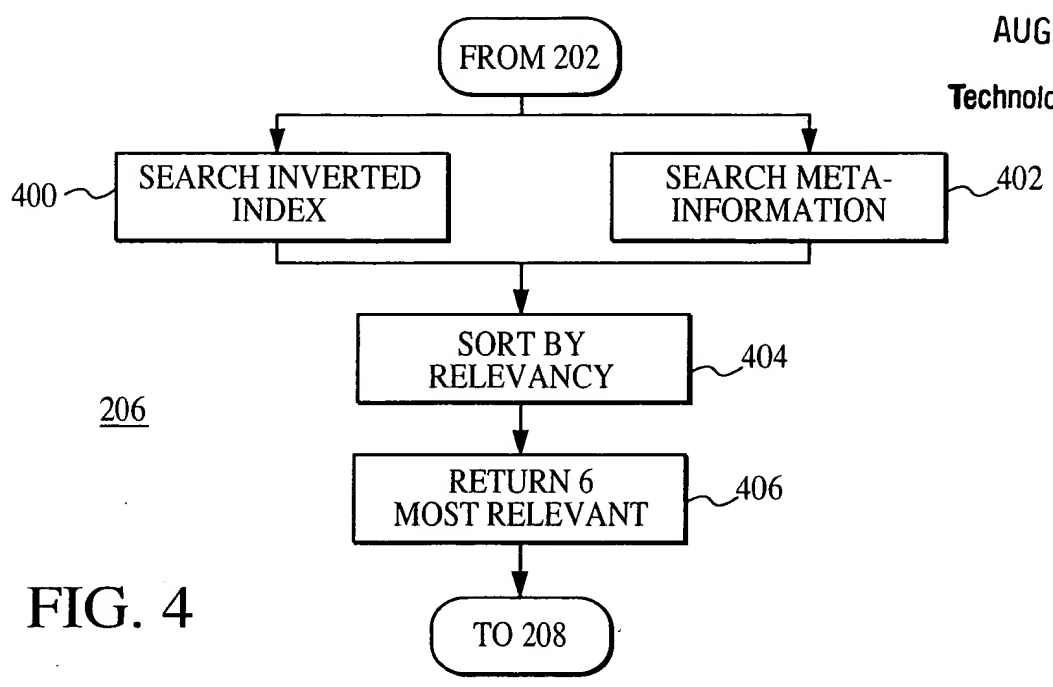 AUG
FROM 202
SEARCH INVERTED
INDEX
400
SEARCH META-
INFORMATION
402
SORT BY
RELEVANCY
404
206
RETURN 6
MOST RELEVANT
406
FIG. 4
TO 208